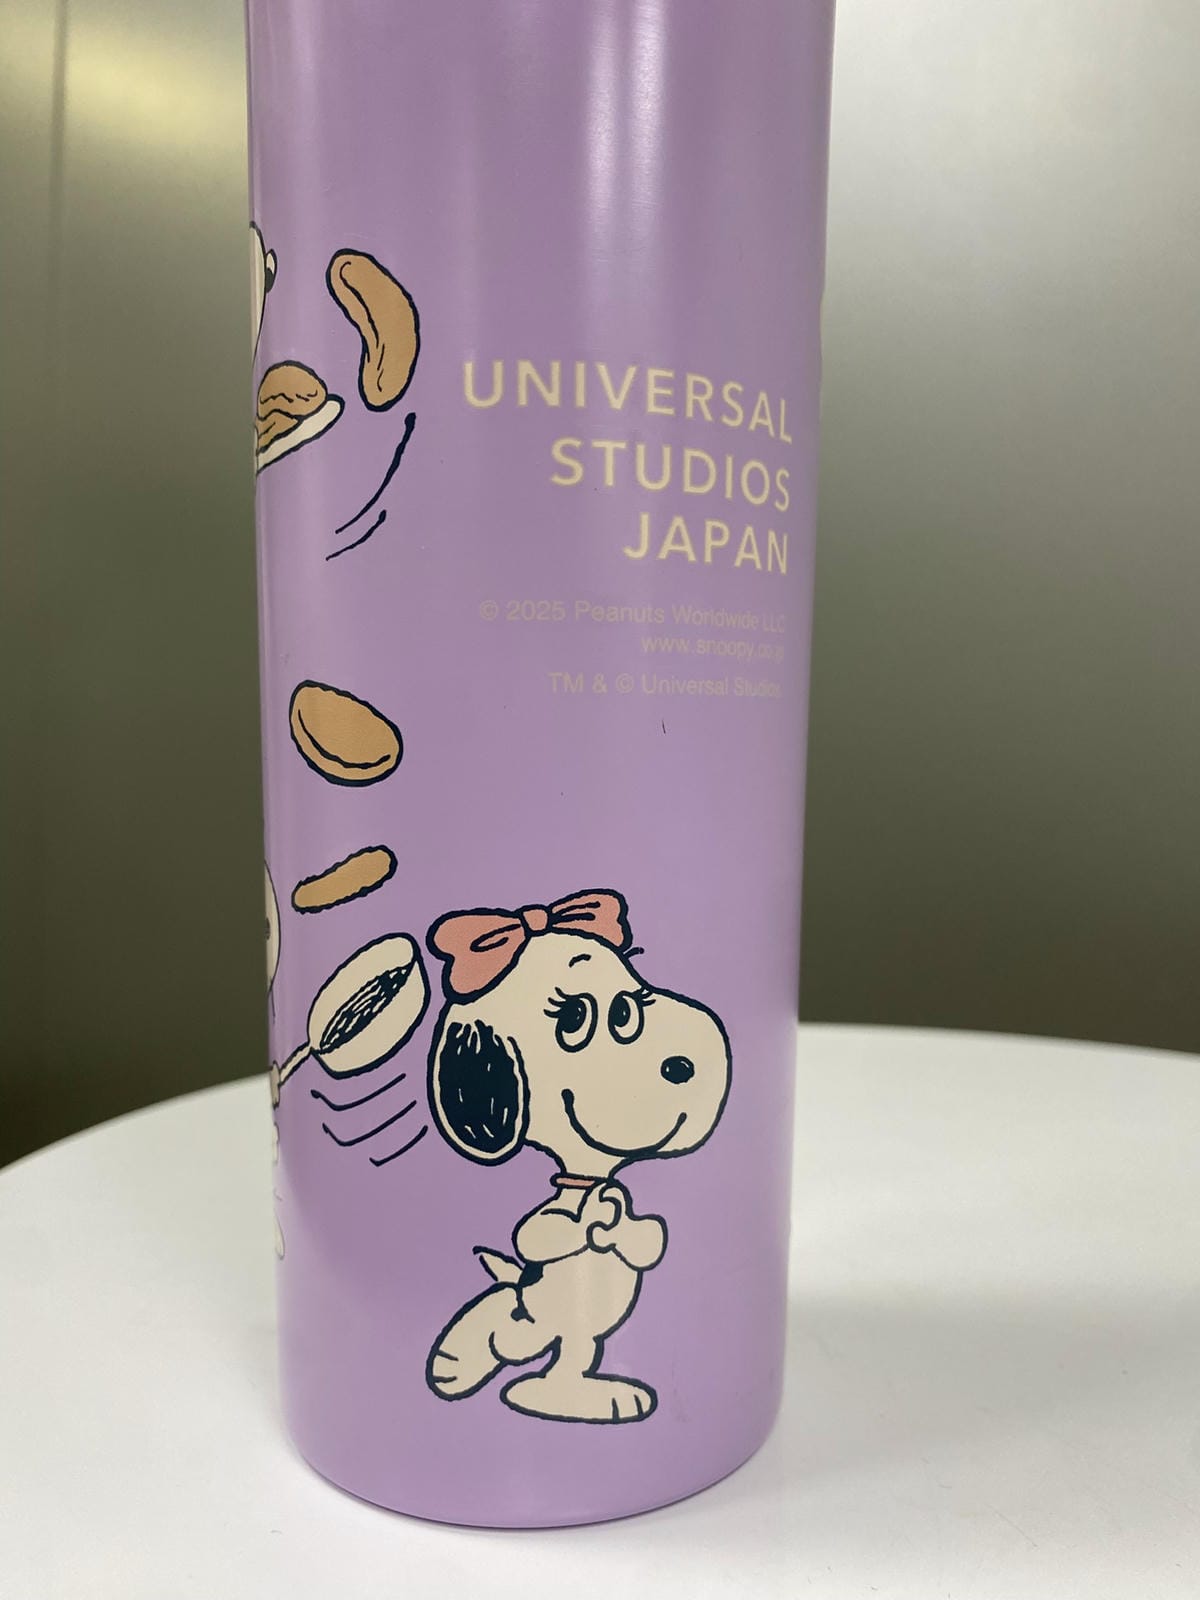 UNIVERSAL
STUDIOS
JAPAN
© 2025 Peanuts Worldwide LLC
www.snoopy.co.jp
TM & © Universal Studios.